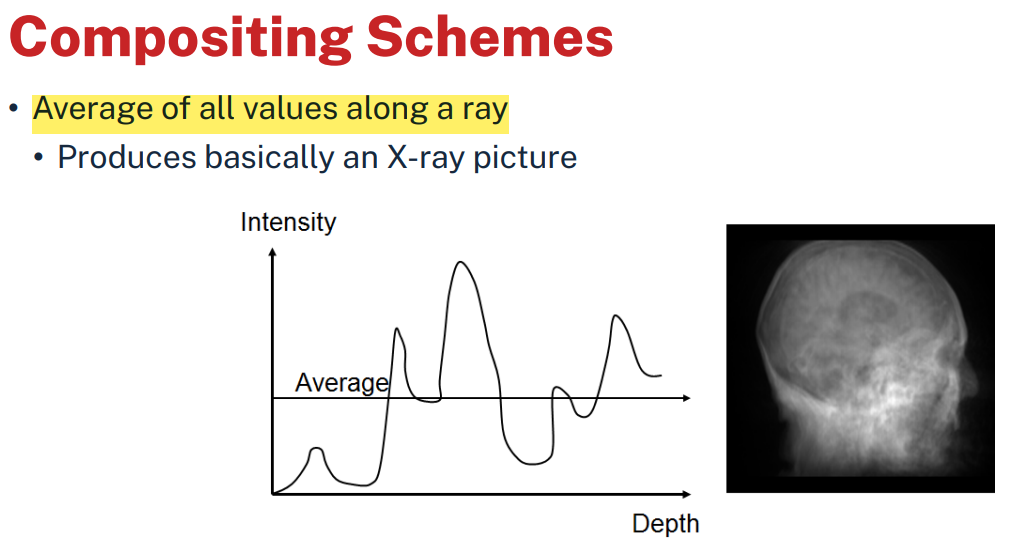 Compositing Schemes
• Average of all values along a ray
• Produces basically an X-ray picture
Intensity
Average
Depth